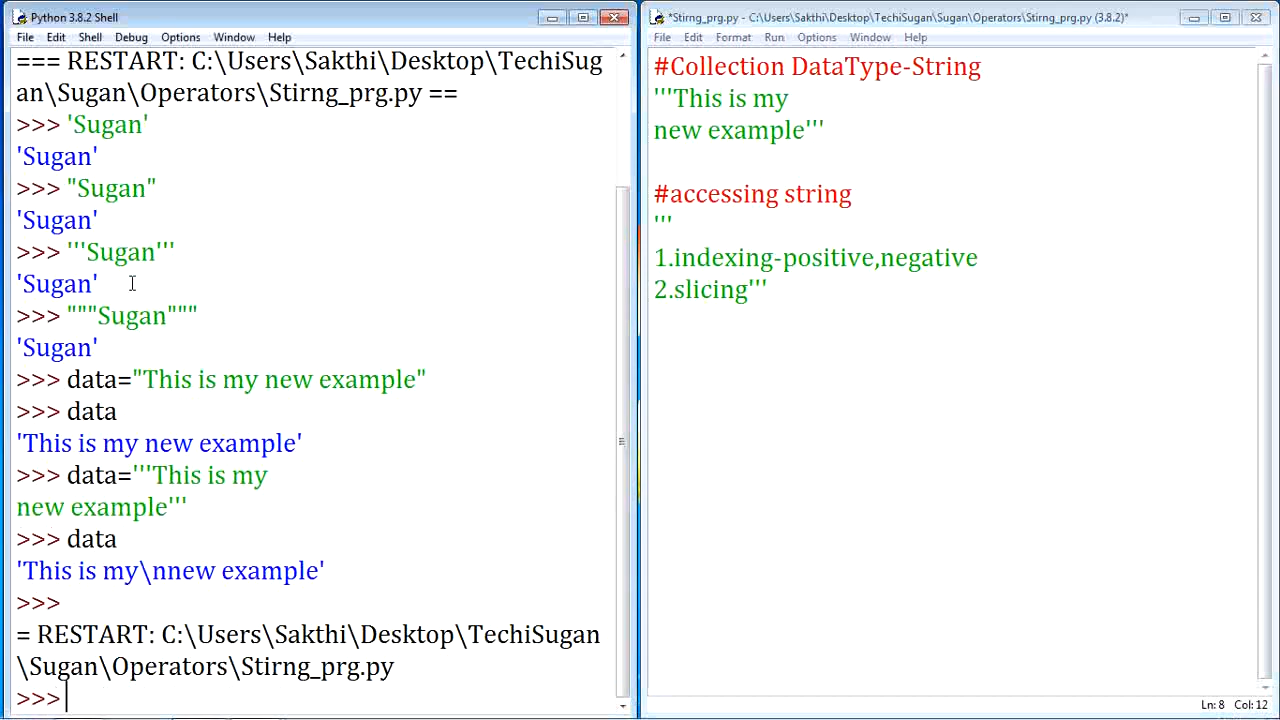 Python 3.8.2 Shell
File Edit Shell Debug Options Window Help
=== RESTART: C:\Users\Sakthi\Desktop\TechiSug
an\Sugan\Operators\Stirng_prg.py ==
>>> 'Sugan'
'Sugan'
>>> "Sugan"
'Sugan'
>>> '''Sugan'''
'Sugan'
>>> """Sugan"""
'Sugan'
>>> data="This is my new example"
>>> data
'This is my new example'
>>> data='''This is my
new example'''
>>> data
'This is my\nnew example'
>>>
= RESTART: C:\Users\Sakthi\Desktop\TechiSugan
\Sugan\Operators\Stirng_prg.py
>>>
*Stirng_prg.py - C:\Users\Sakthi\Desktop\TechiSugan\Sugan\Operators\Stirng_prg.py (3.8.2)*
File Edit Format Run Options Window Help
#Collection DataType-String
'''This is my
new example'''
#accessing string
'''
1.indexing-positive,negative
2.slicing'''
Ln: 8 Col: 12